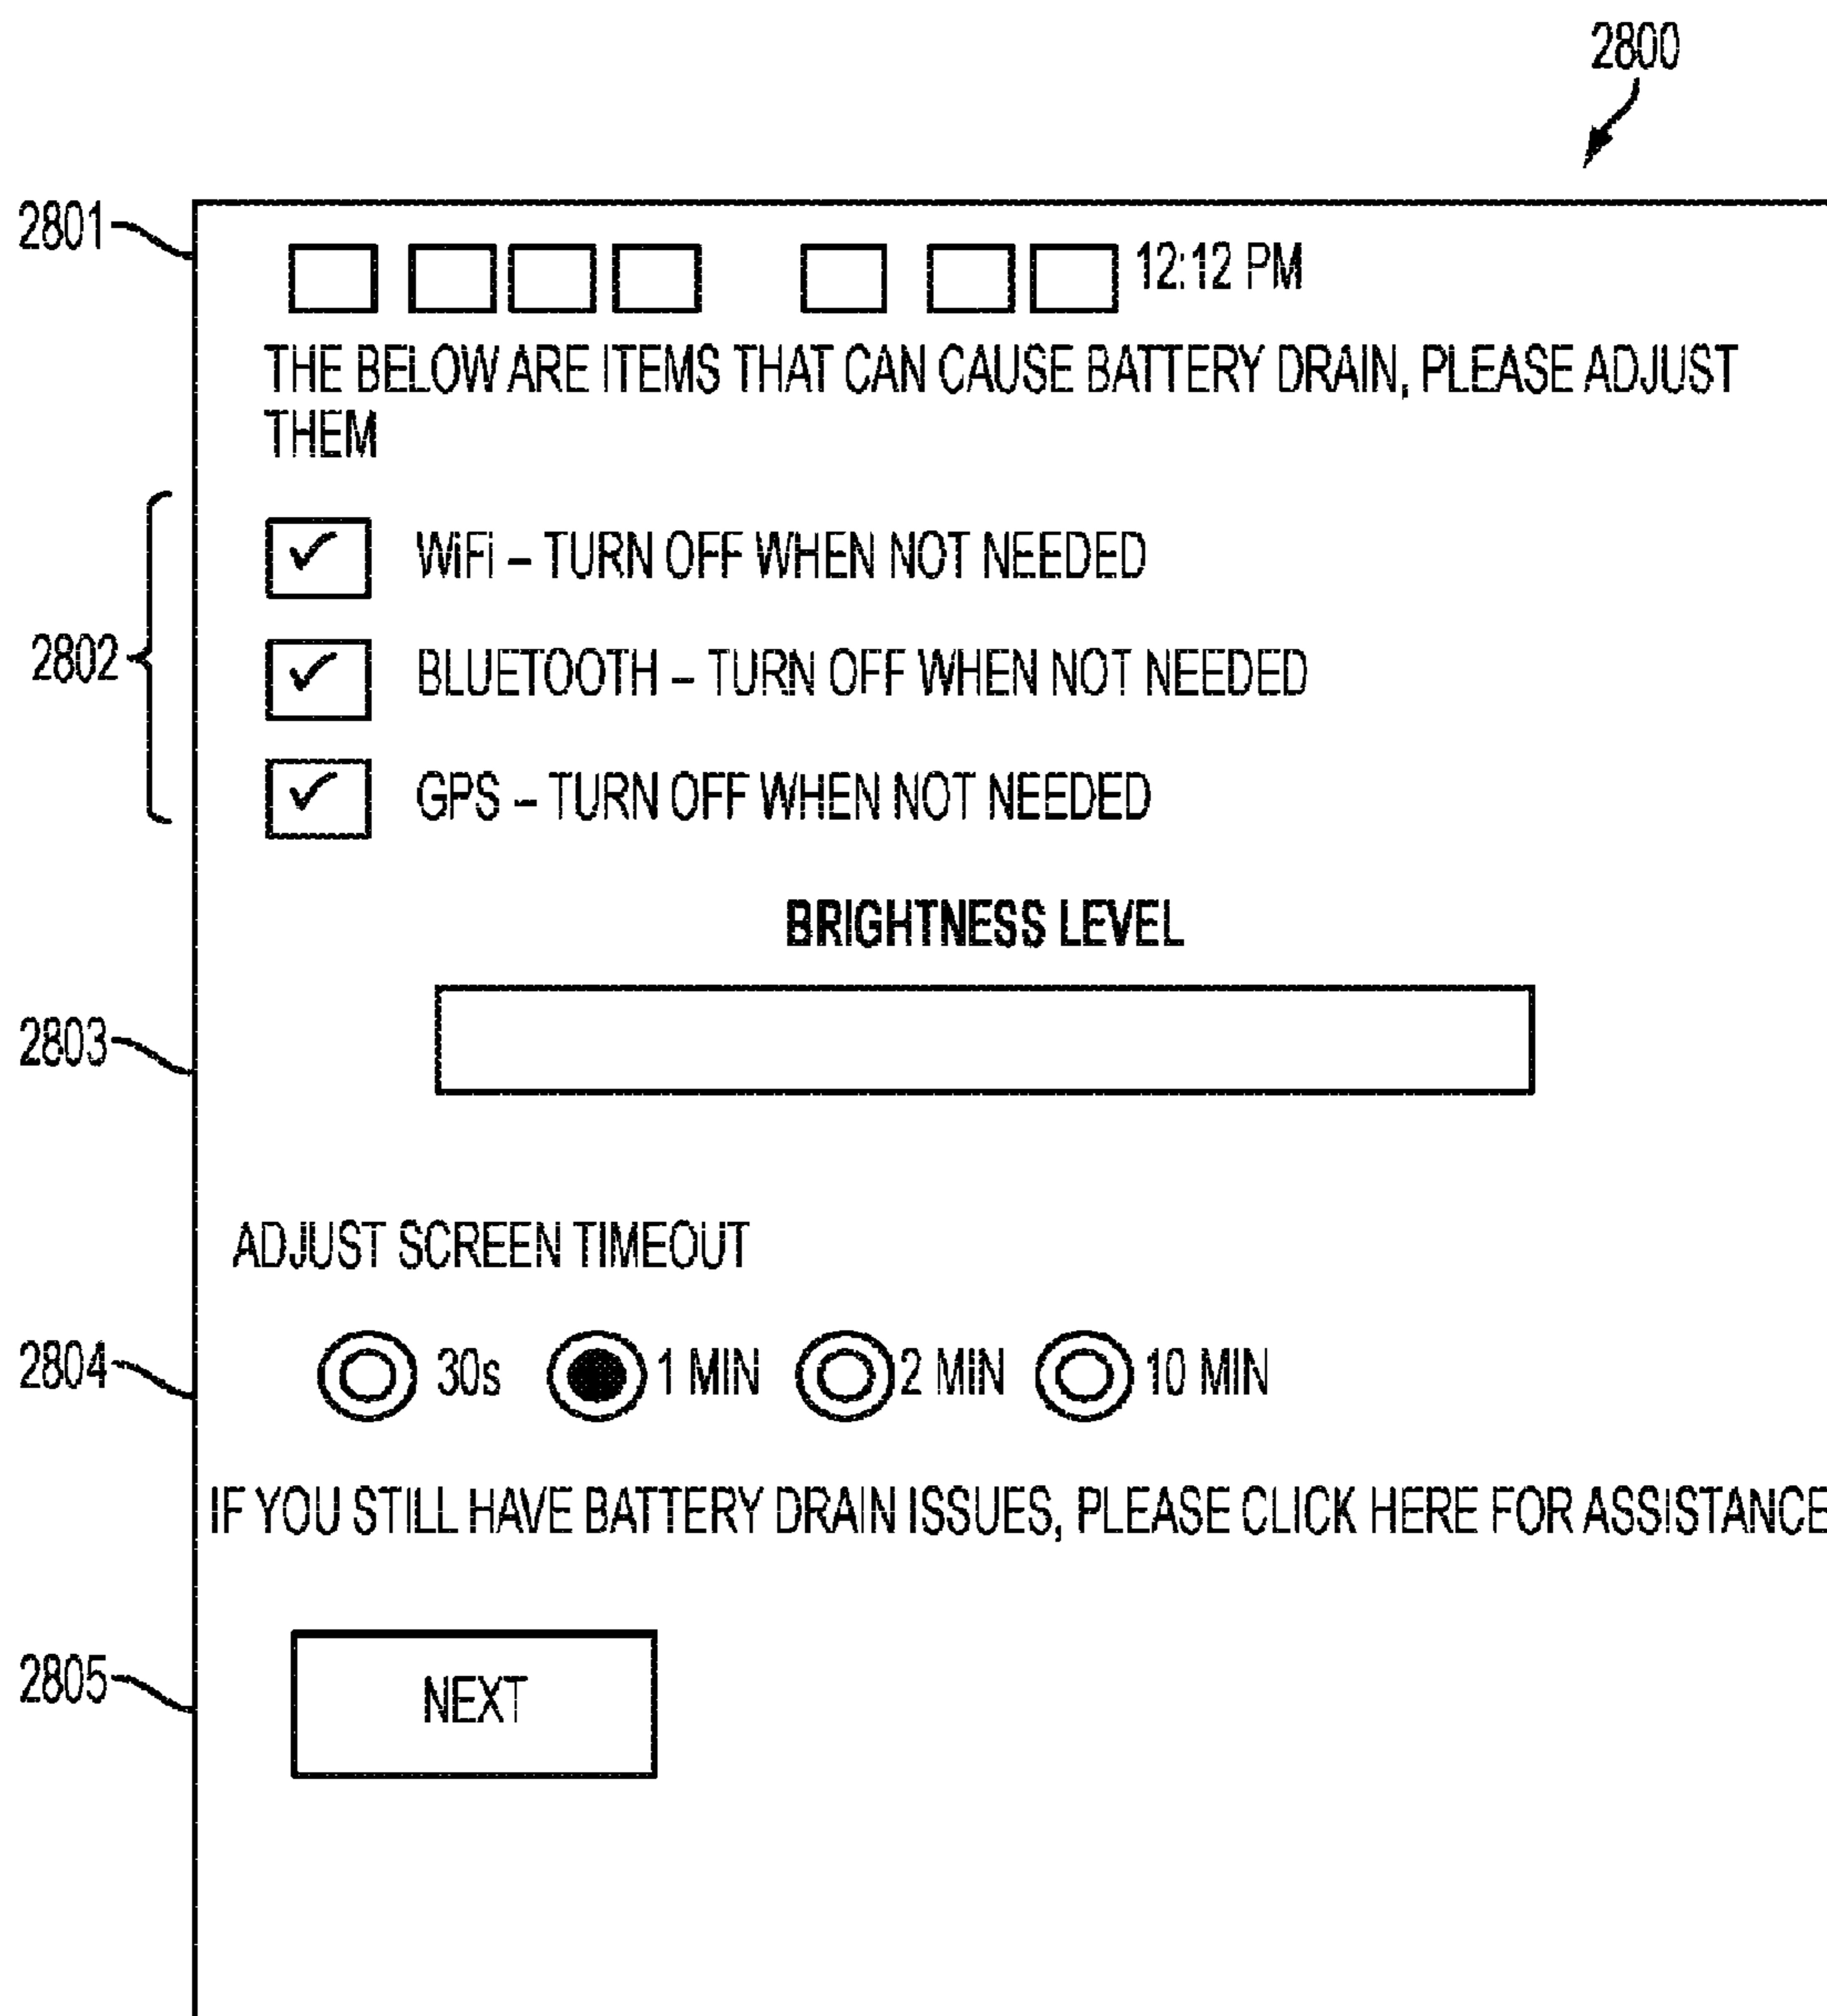 2800
2801
12:12 PM
THE BELOW ARE ITEMS THAT CAN CAUSE BATTERY DRAIN, PLEASE ADJUST
THEM
2802
WiFi – TURN OFF WHEN NOT NEEDED
BLUETOOTH – TURN OFF WHEN NOT NEEDED
GPS – TURN OFF WHEN NOT NEEDED
BRIGHTNESS LEVEL
2803
ADJUST SCREEN TIMEOUT
2804
30s 1 MIN 2 MIN 10 MIN
IF YOU STILL HAVE BATTERY DRAIN ISSUES, PLEASE CLICK HERE FOR ASSISTANCE
2805
NEXT